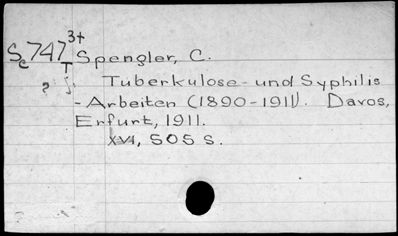 Sc747 3+ Spengler, C.
T
? Tuberkulose- und Syphilis
-Arbeiten (1890-1911). Davos,
Erfurt, 1911.
XVI, 505 S.